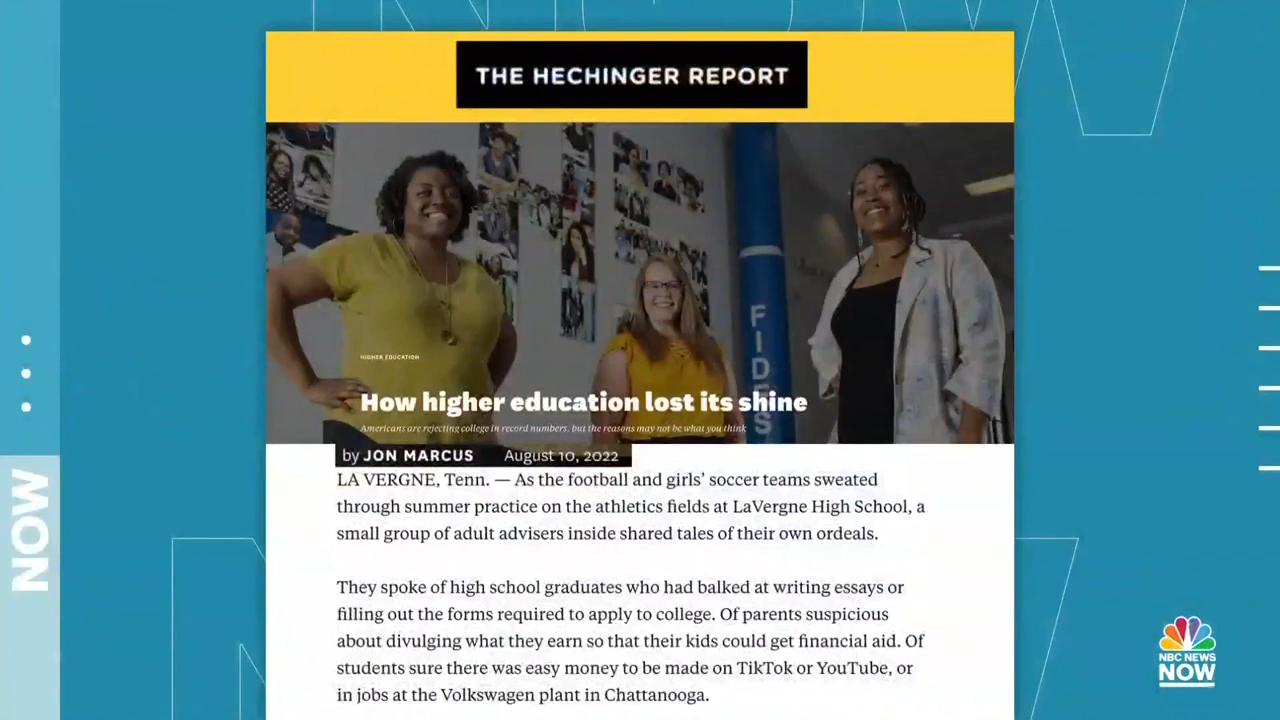 THE HECHINGER REPORT
HIGHER EDUCATION
FIDES
How higher education lost its shine
Americans are rejecting college in record numbers, but the reasons may not be what you think
by JON MARCUS August 10, 2022
LA VERGNE, Tenn. — As the football and girls’ soccer teams sweated
through summer practice on the athletics fields at LaVergne High School, a
small group of adult advisers inside shared tales of their own ordeals.
They spoke of high school graduates who had balked at writing essays or
filling out the forms required to apply to college. Of parents suspicious
about divulging what they earn so that their kids could get financial aid. Of
students sure there was easy money to be made on TikTok or YouTube, or
in jobs at the Volkswagen plant in Chattanooga.
NOW
NBC NEWS
NOW